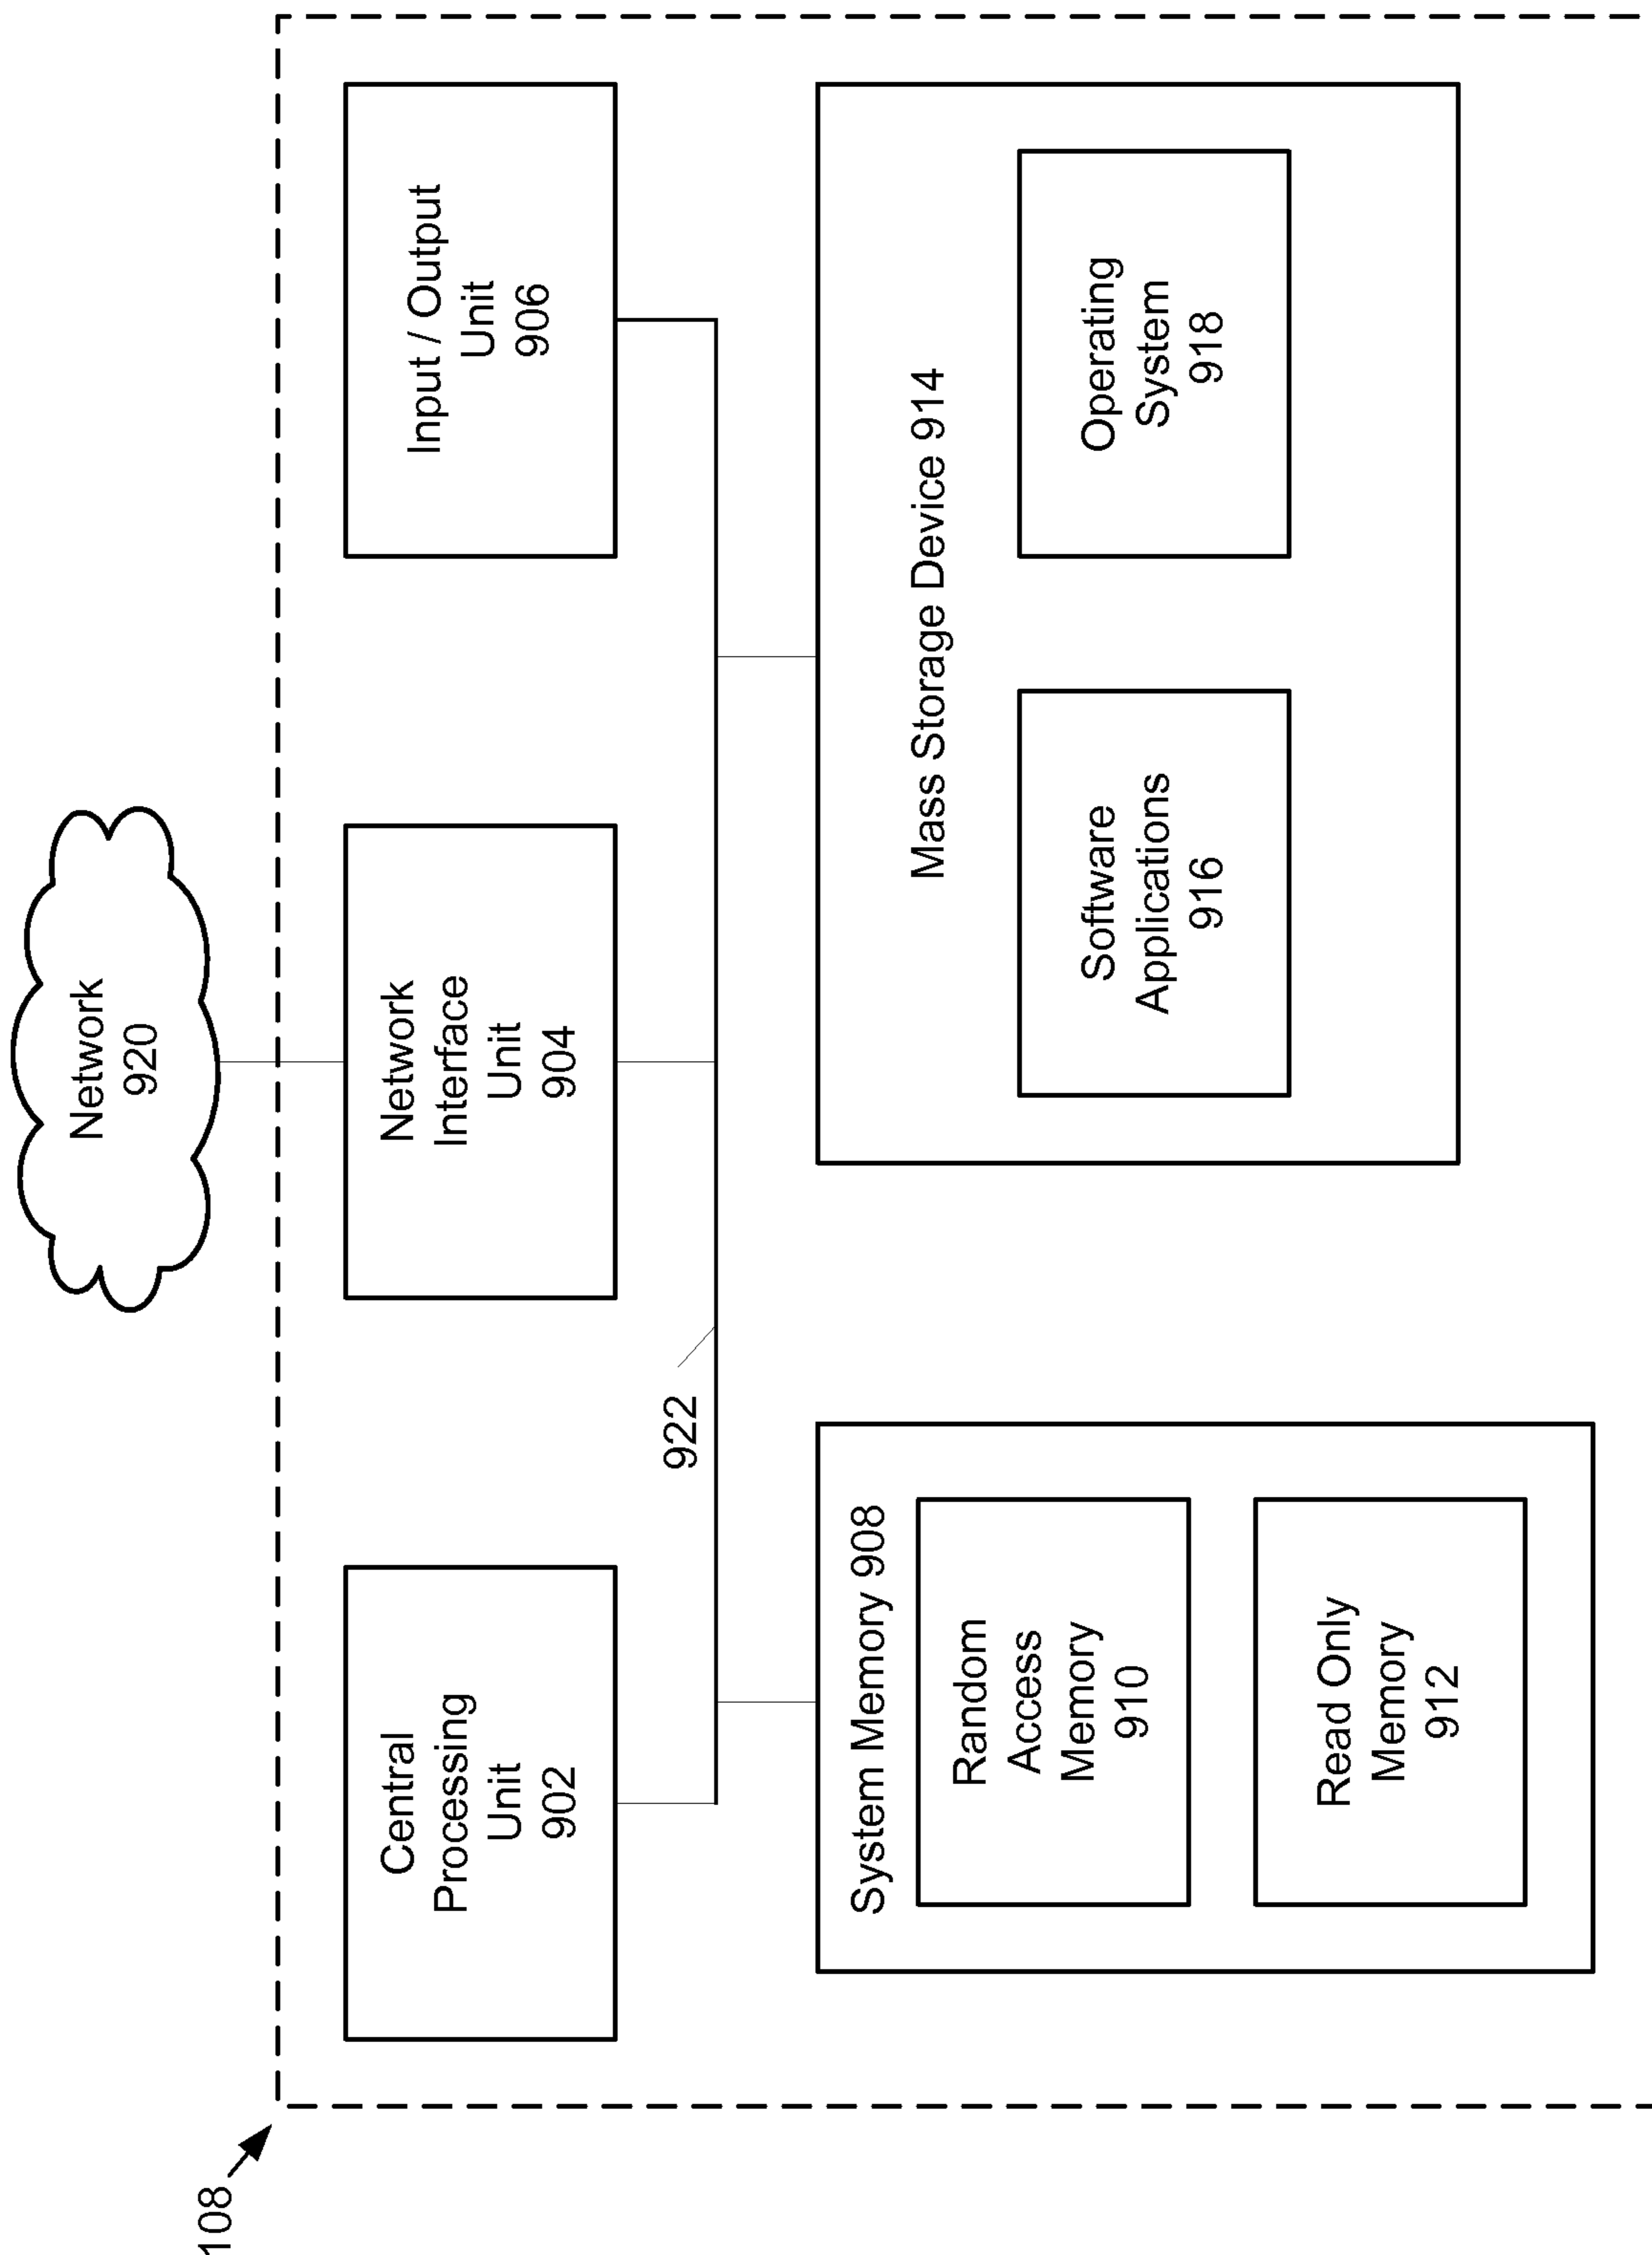 108
Network
920
Central
Processing
Unit
902
Network
Interface
Unit
904
Input / Output
Unit
906
922
System Memory 908
Random
Access
Memory
910
Read Only
Memory
912
Mass Storage Device 914
Software
Applications
916
Operating
System
918